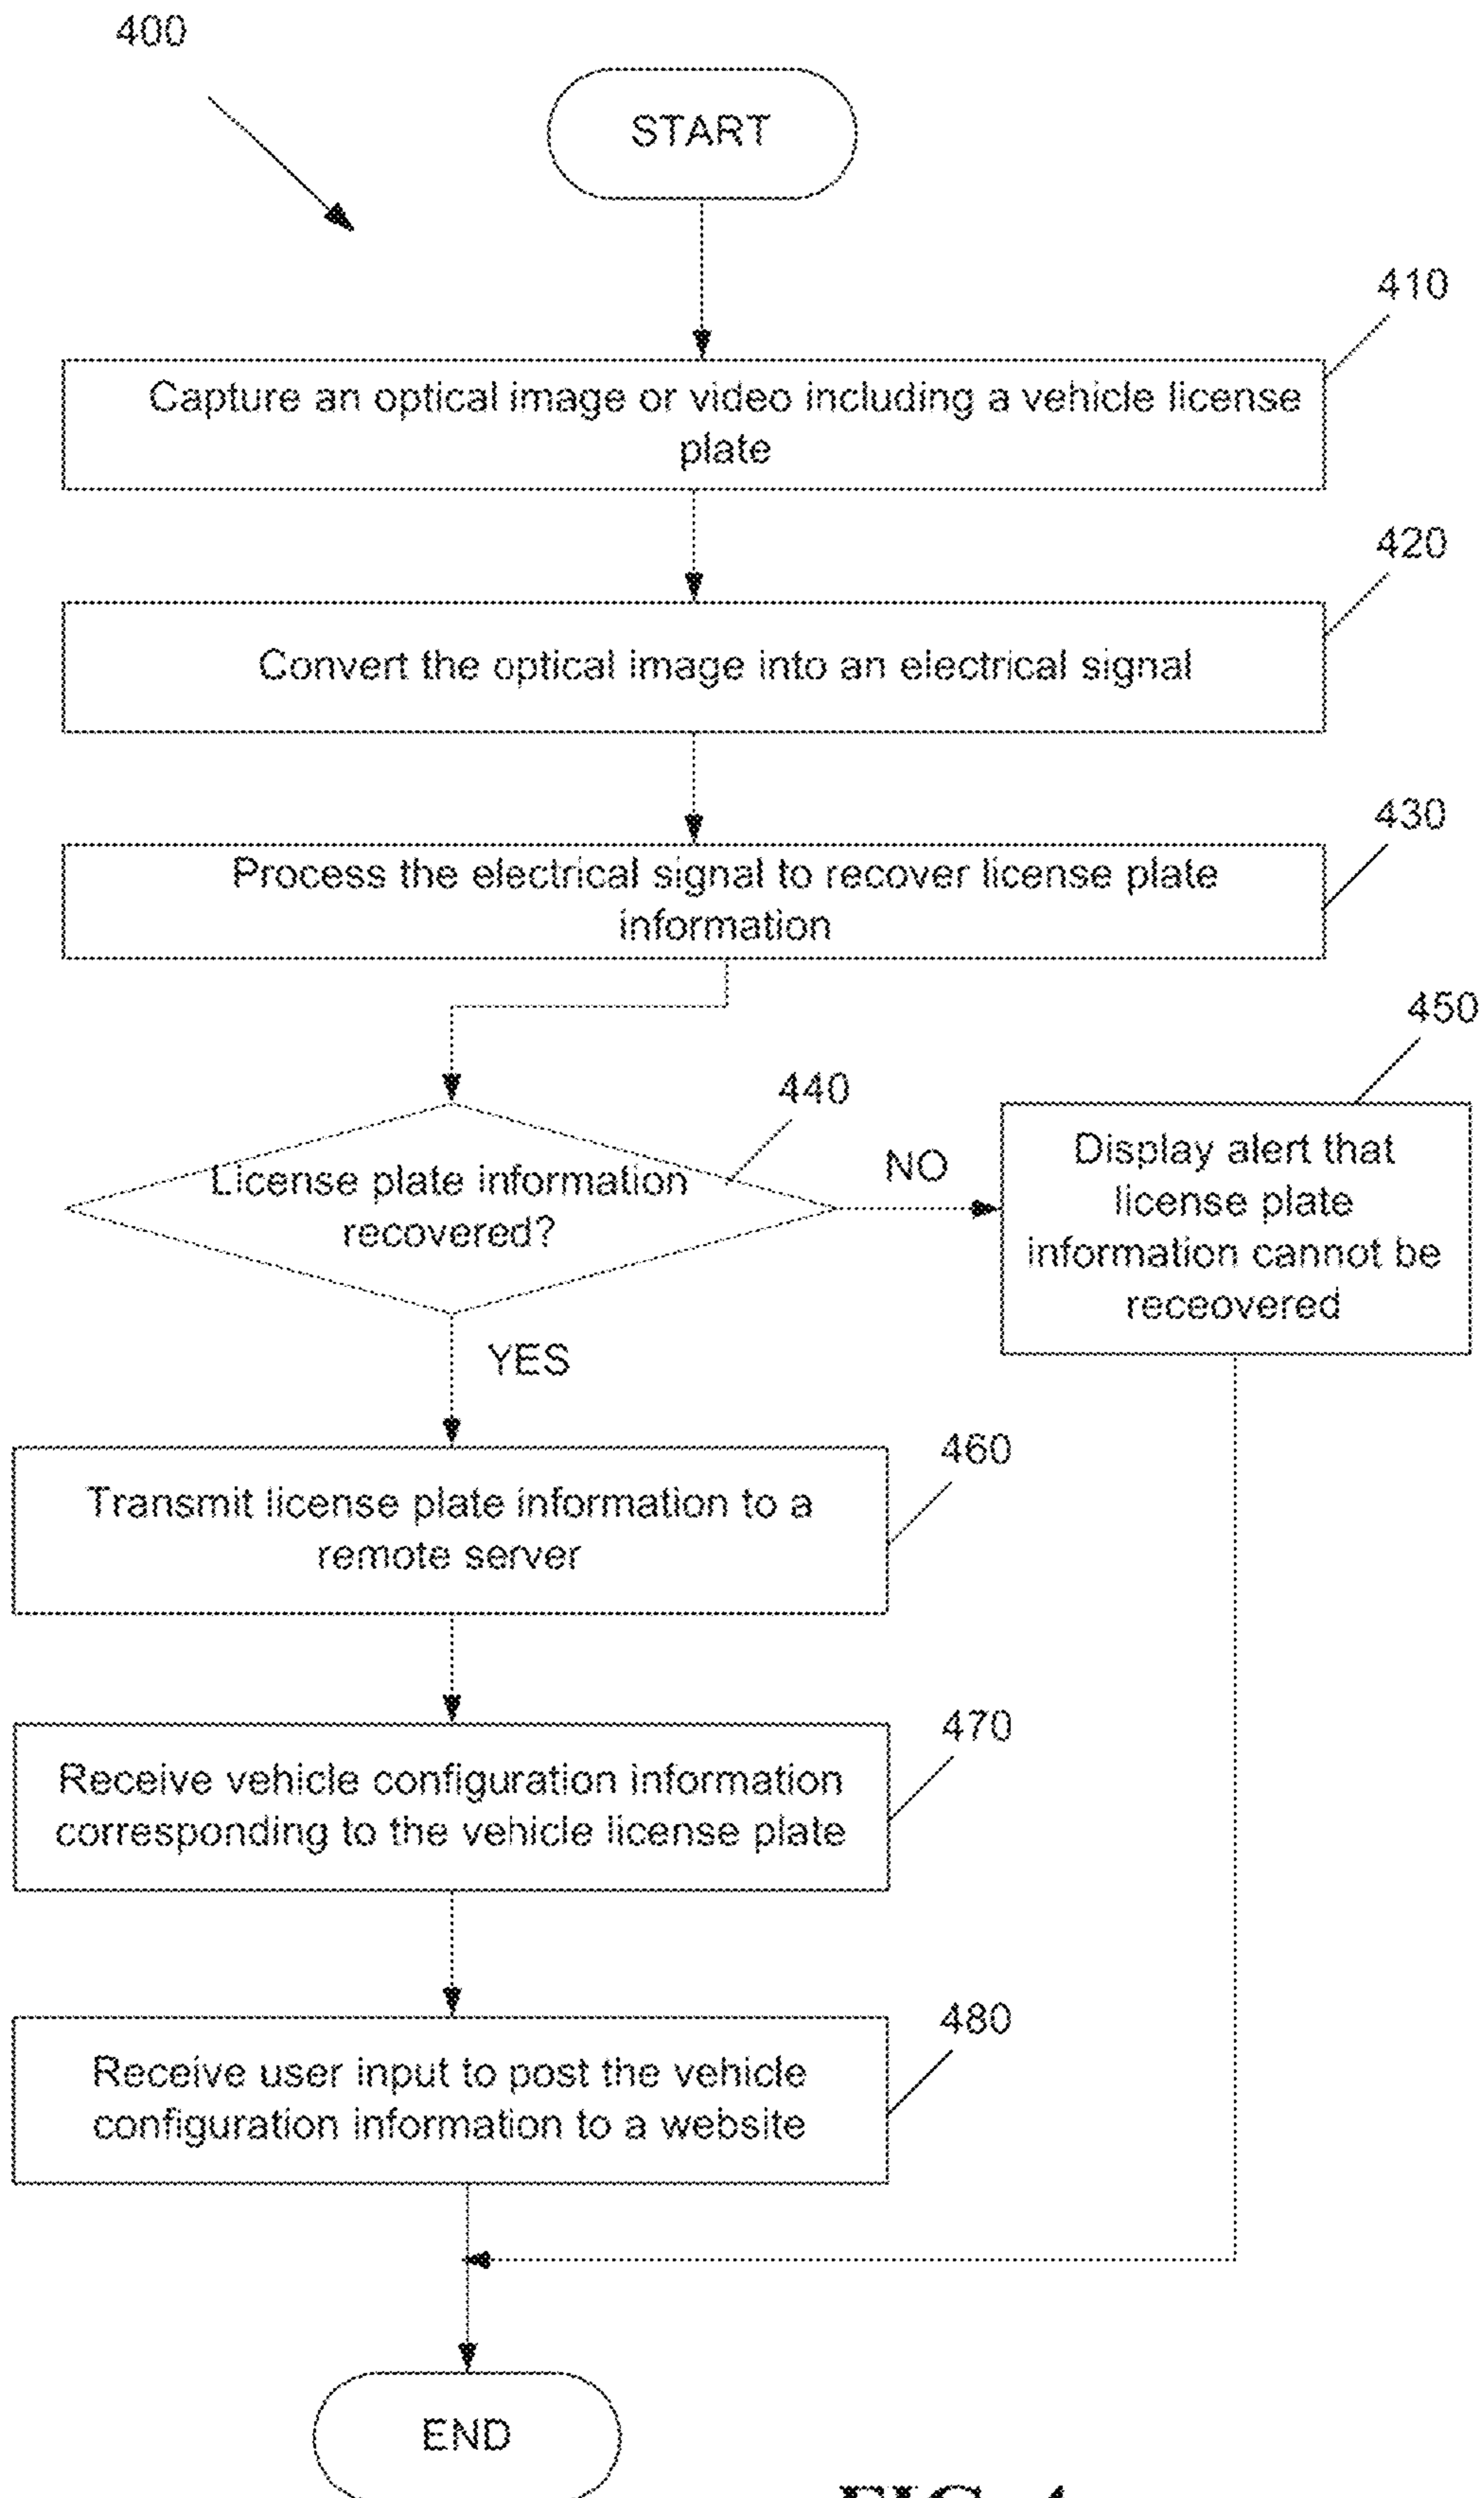 400
START
410
Capture an optical image or video including a vehicle license
plate
420
Convert the optical image into an electrical signal
430
Process the electrical signal to recover license plate
information
440
License plate information
recovered?
NO
450
Display alert that
license plate
information cannot be
receovered
YES
460
Transmit license plate information to a
remote server
470
Receive vehicle configuration information
corresponding to the vehicle license plate
480
Receive user input to post the vehicle
configuration information to a website
END